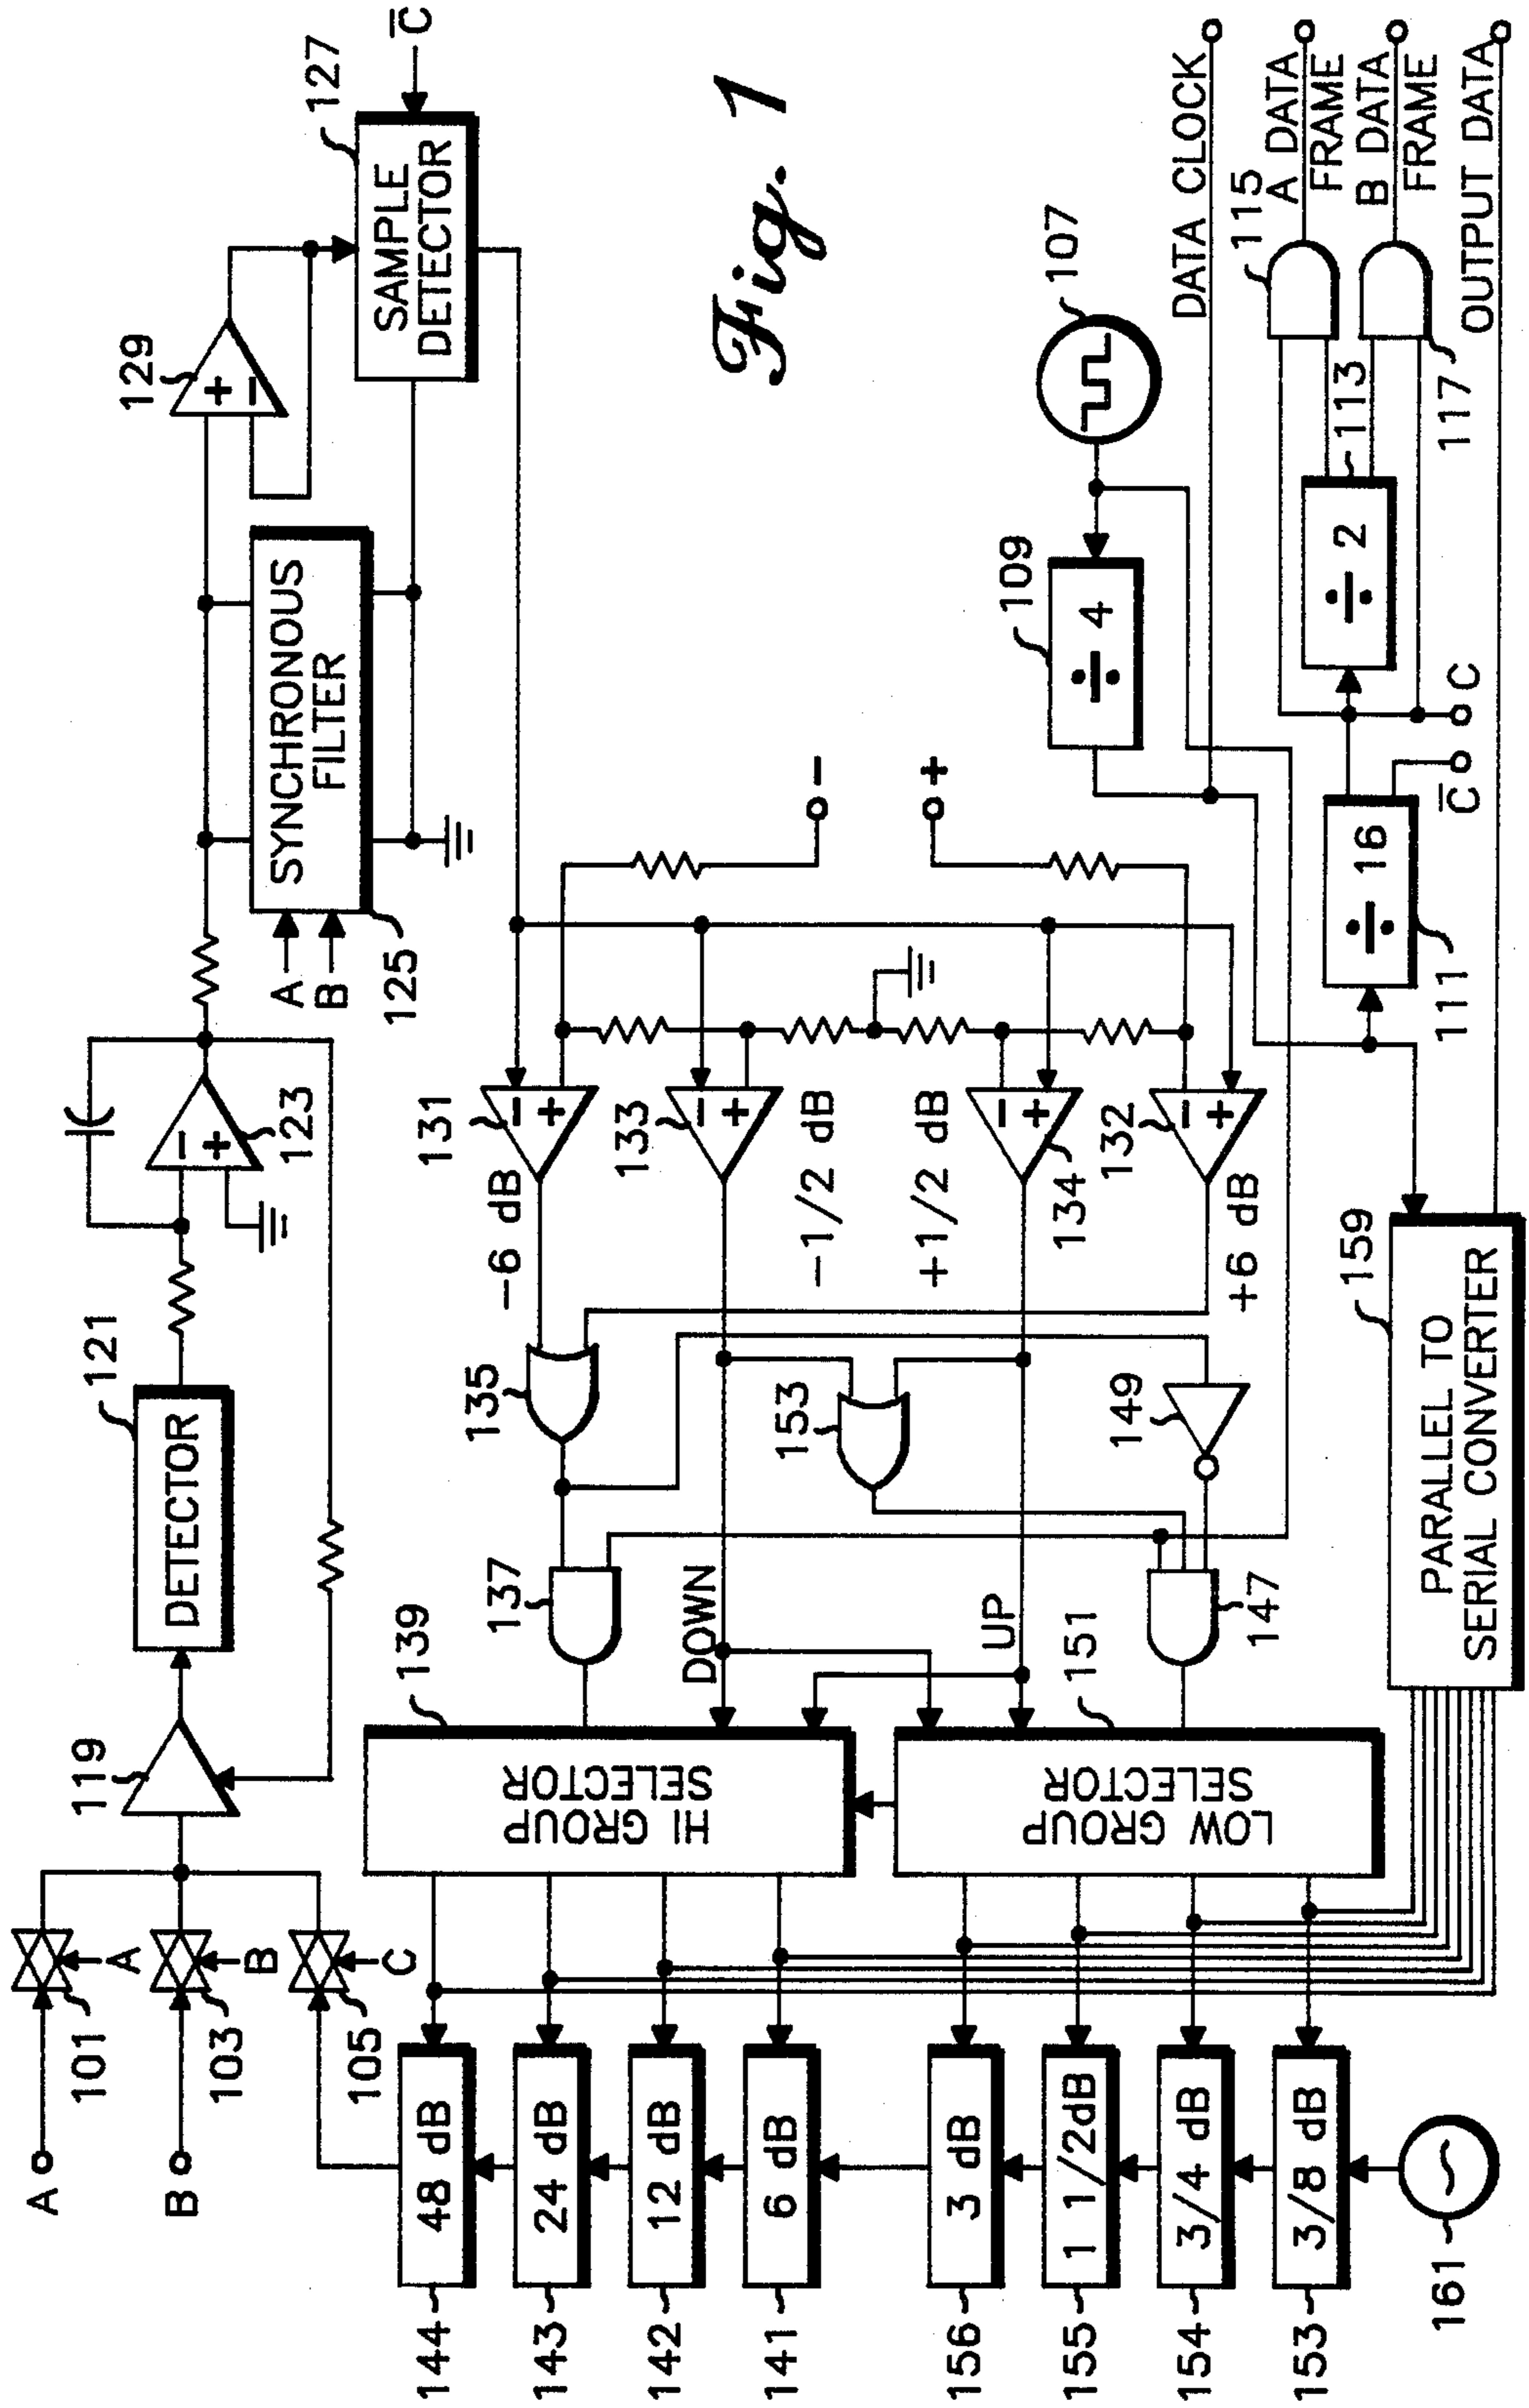 A
101
A
B
103
B
105
C
119
121
DETECTOR
123
−
+
A
B
125
SYNCHRONOUS
FILTER
129
+
−
127
SAMPLE
DETECTOR
C̅
Fig. 1
144
48 dB
143
24 dB
142
12 dB
141
6 dB
156
3 dB
155
1 1/2dB
154
3/4 dB
153
3/8 dB
161
139
HI GROUP
SELECTOR
151
LOW GROUP
SELECTOR
DOWN
UP
137
147
135
153
149
−6 dB
131
−
+
133
−
+
−1/2 dB
+1/2 dB
134
−
+
132
−
+
+6 dB
−
+
159
PARALLEL TO
SERIAL CONVERTER
107
109
÷ 4
111
÷ 16
C̅
C
113
÷ 2
115
117
DATA CLOCK
A DATA
FRAME
B DATA
FRAME
OUTPUT DATA